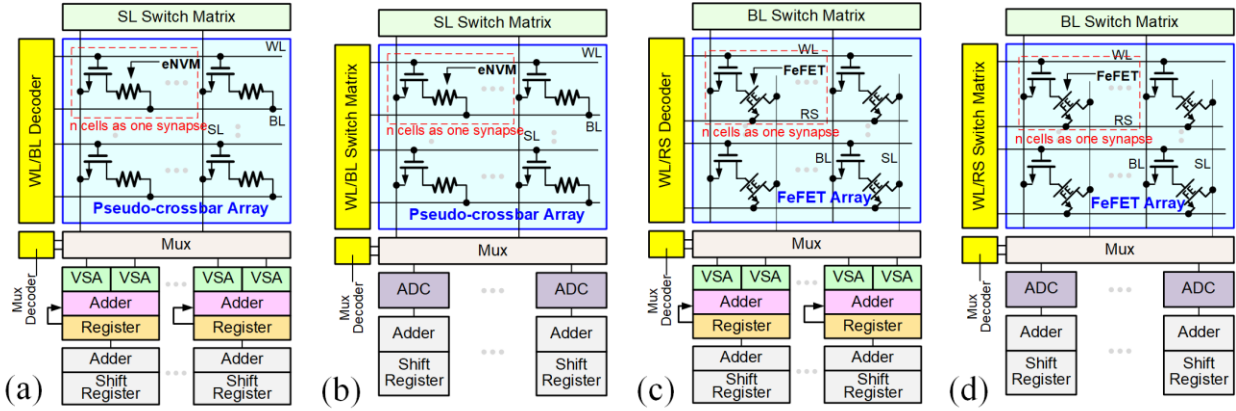 SL Switch Matrix
WL/BL Decoder
WL
eNVM
BL
n cells as one synapse
SL
Pseudo-crossbar Array
Mux
Mux Decoder
VSA VSA VSA VSA
Adder Adder
Register Register
Adder Adder
Shift Register Shift Register
(a)
SL Switch Matrix
WL/BL Switch Matrix
WL
eNVM
BL
n cells as one synapse
SL
Pseudo-crossbar Array
Mux
Mux Decoder
ADC ADC
Adder Adder
Shift Register Shift Register
(b)
BL Switch Matrix
WL/RS Decoder
WL
FeFET
RS
n cells as one synapse
BL SL
FeFET Array
Mux
Mux Decoder
VSA VSA VSA VSA
Adder Adder
Register Register
Adder Adder
Shift Register Shift Register
(c)
BL Switch Matrix
WL/RS Switch Matrix
WL
FeFET
RS
n cells as one synapse
BL SL
FeFET Array
Mux
Mux Decoder
ADC ADC
Adder Adder
Shift Register Shift Register
(d)